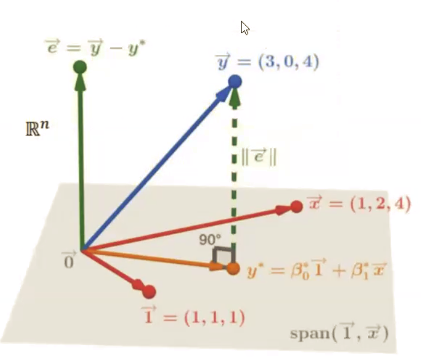 e⃗ = y⃗ − y*
y⃗ = (3, 0, 4)
ℝⁿ
‖ e⃗ ‖
x⃗ = (1, 2, 4)
90°
0⃗
y* = β₀* 1⃗ + β₁* x⃗
1⃗ = (1, 1, 1)
span(1⃗, x⃗)